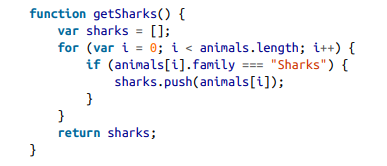 function getSharks() {
    var sharks = [];
    for (var i = 0; i < animals.length; i++) {
        if (animals[i].family === "Sharks") {
            sharks.push(animals[i]);
        }
    }
    return sharks;
}